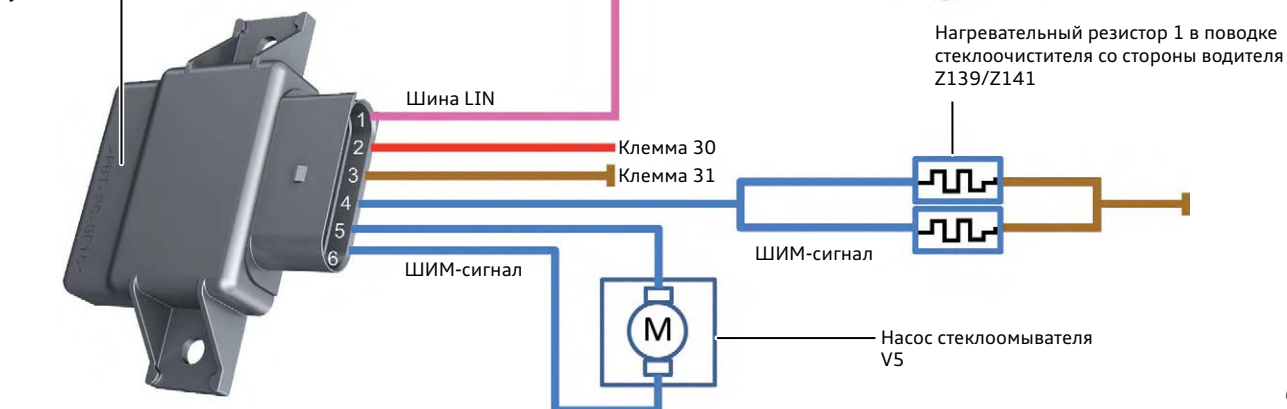 Нагревательный резистор 1 в поводке
стеклоочистителя со стороны водителя
Z139/Z141
Шина LIN
1
2
3
4
5
6
Клемма 30
Клемма 31
ШИМ-сигнал
ШИМ-сигнал
M
Насос стеклоомывателя
V5